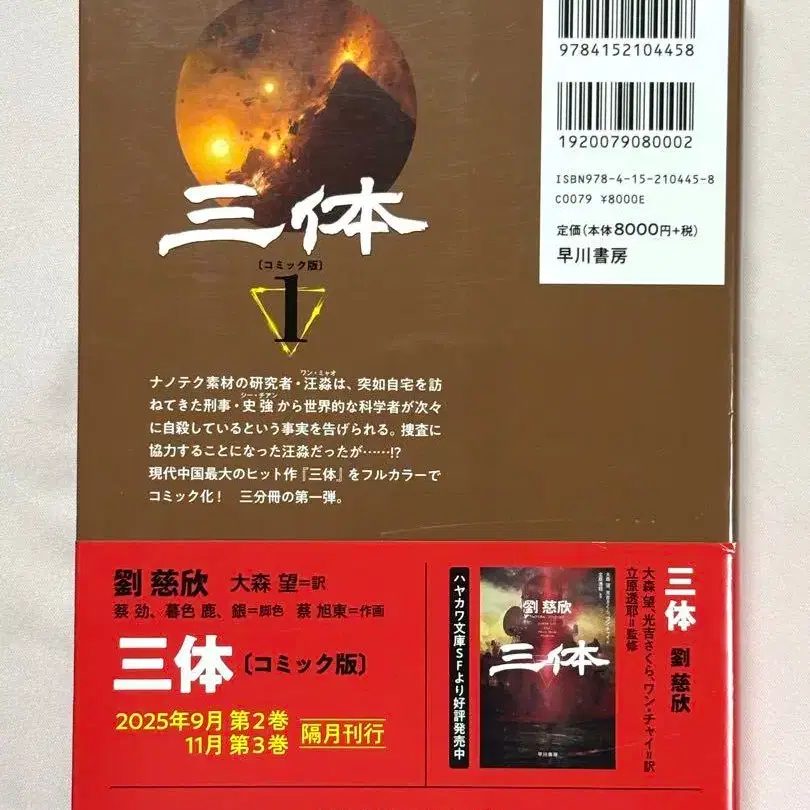 9784152104458
1920079080002
ISBN978-4-15-210445-8
C0079 ¥8000E
定価(本体8000円+税)
早川書房
三体
〔コミック版〕
1
ナノテク素材の研究者・汪淼は、突如自宅を訪
ワン・ミャオ
ねてきた刑事・史強から世界的な科学者が次々
シー・チアン
に自殺しているという事実を告げられる。捜査に
協力することになった汪淼だったが……!?
現代中国最大のヒット作『三体』をフルカラーで
コミック化! 三分冊の第一弾。
劉慈欣 大森 望=訳
蔡 劲、暮色 鹿、銀=脚色 蔡 旭東=作画
三体〔コミック版〕
2025年9月 第2巻
11月 第3巻
隔月刊行
ハヤカワ文庫SFより好評発売中
劉慈欣
三体
早川書房
三体 劉 慈欣
大森 望、光吉さくら、ワン・チャイ=訳
立原透耶=監修